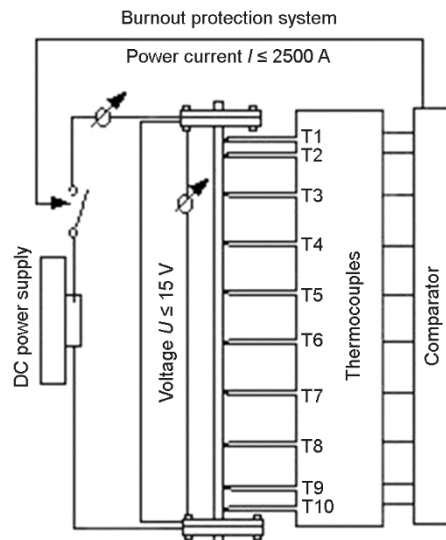 Burnout protection system
Power current I ≤ 2500 A
T1
T2
T3
T4
T5
T6
T7
T8
T9
T10
DC power supply
Voltage U ≤ 15 V
Thermocouples
Comparator